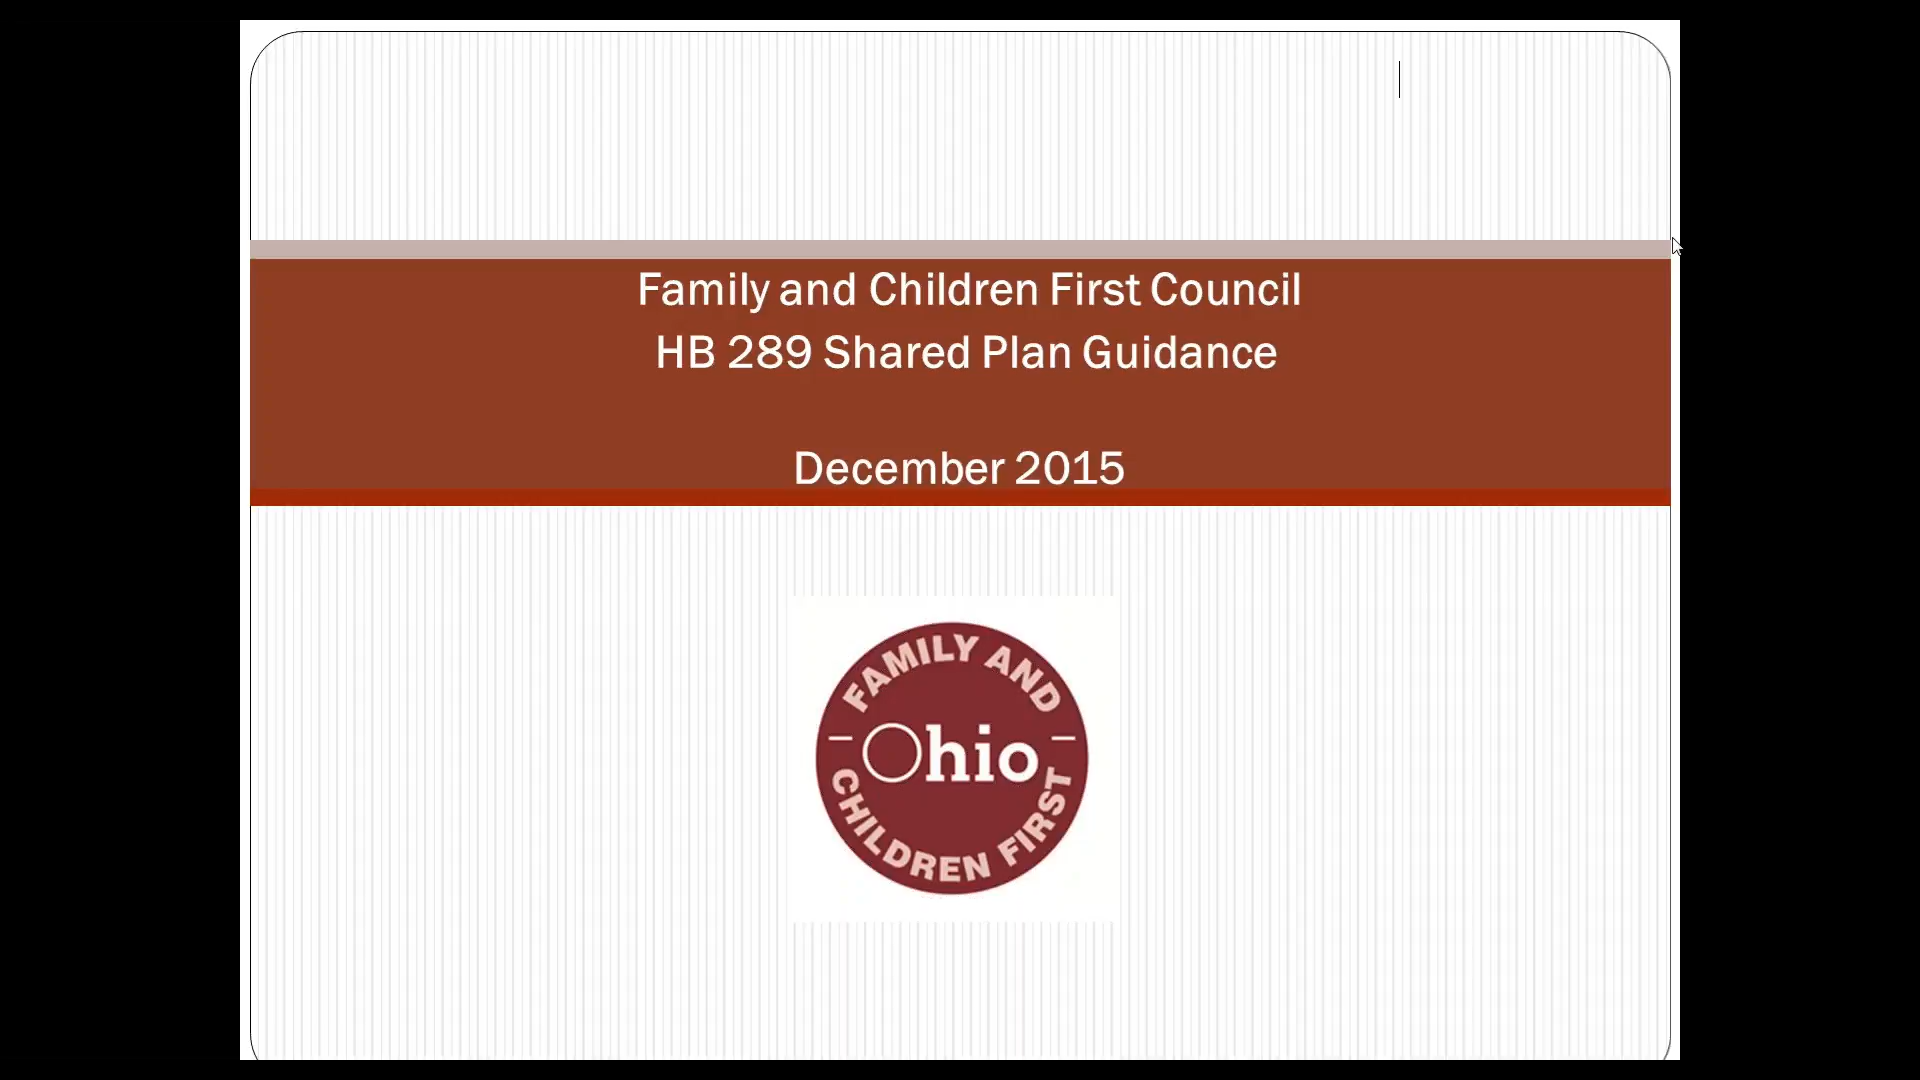 Family and Children First Council
HB 289 Shared Plan Guidance
December 2015
FAMILY AND
Ohio
CHILDREN FIRST